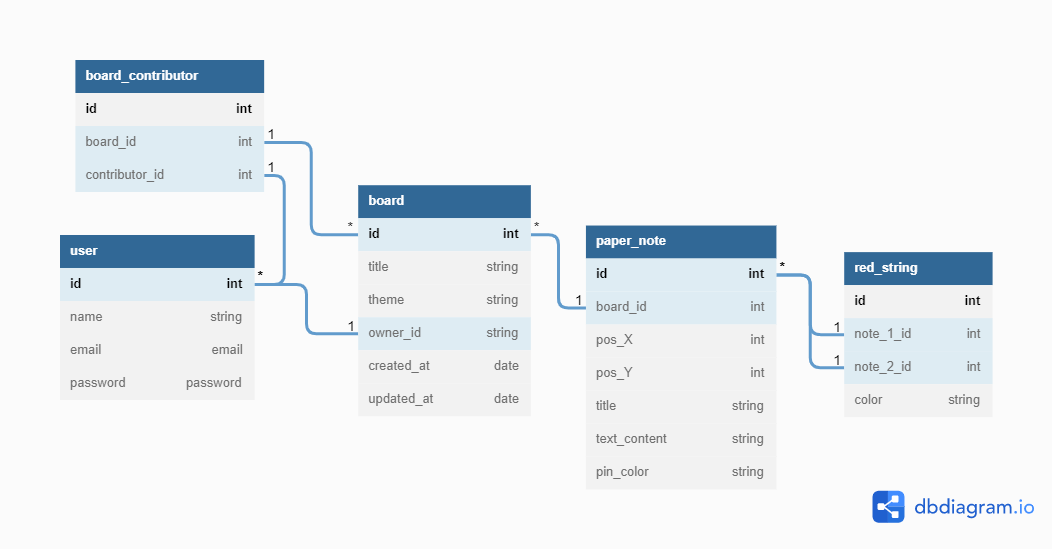 board_contributor
id int
board_id int
contributor_id int
1
1
user
id int
name string
email email
password password
*
1
*
board
id int
title string
theme string
owner_id string
created_at date
updated_at date
*
1
paper_note
id int
board_id int
pos_X int
pos_Y int
title string
text_content string
pin_color string
*
1
1
red_string
id int
note_1_id int
note_2_id int
color string
dbdiagram.io